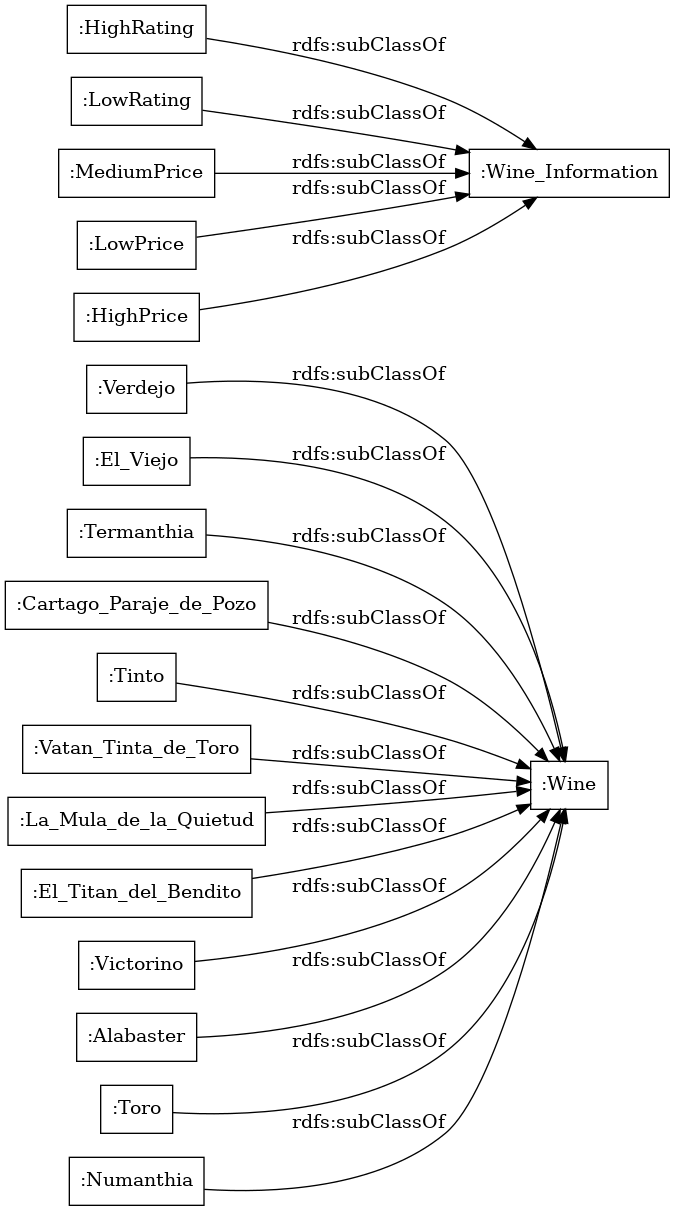 :HighRating
rdfs:subClassOf
:LowRating
rdfs:subClassOf
:MediumPrice
rdfs:subClassOf
:Wine_Information
rdfs:subClassOf
:LowPrice
rdfs:subClassOf
:HighPrice
:Verdejo
rdfs:subClassOf
:El_Viejo
rdfs:subClassOf
:Termanthia
rdfs:subClassOf
:Cartago_Paraje_de_Pozo
rdfs:subClassOf
:Tinto
rdfs:subClassOf
:Vatan_Tinta_de_Toro
rdfs:subClassOf
:Wine
rdfs:subClassOf
:La_Mula_de_la_Quietud
rdfs:subClassOf
:El_Titan_del_Bendito
rdfs:subClassOf
:Victorino
rdfs:subClassOf
:Alabaster
rdfs:subClassOf
:Toro
rdfs:subClassOf
:Numanthia